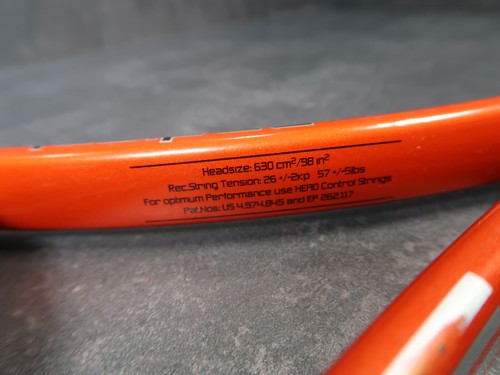 Headsize: 630 cm²/98 in²
Rec.String Tension: 26 +/-2kp 57 +/-5lbs
For optimum Performance use HEAD Control Strings
Pat.Nos: US 4,974,845 and EP 262,117